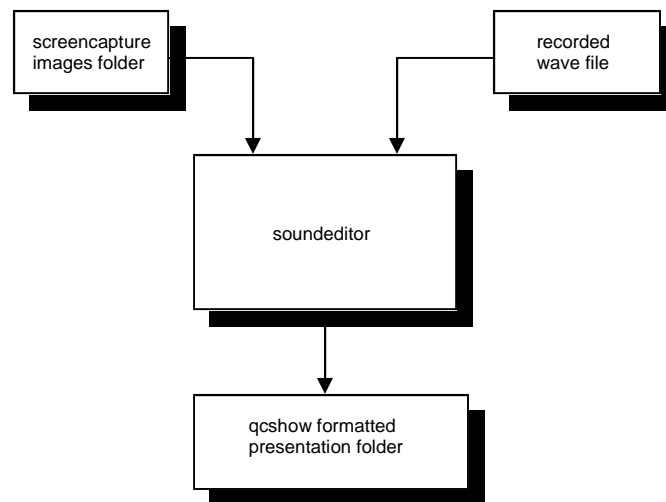 screencapture
images folder
recorded
wave file
soundeditor
qcshow formatted
presentation folder